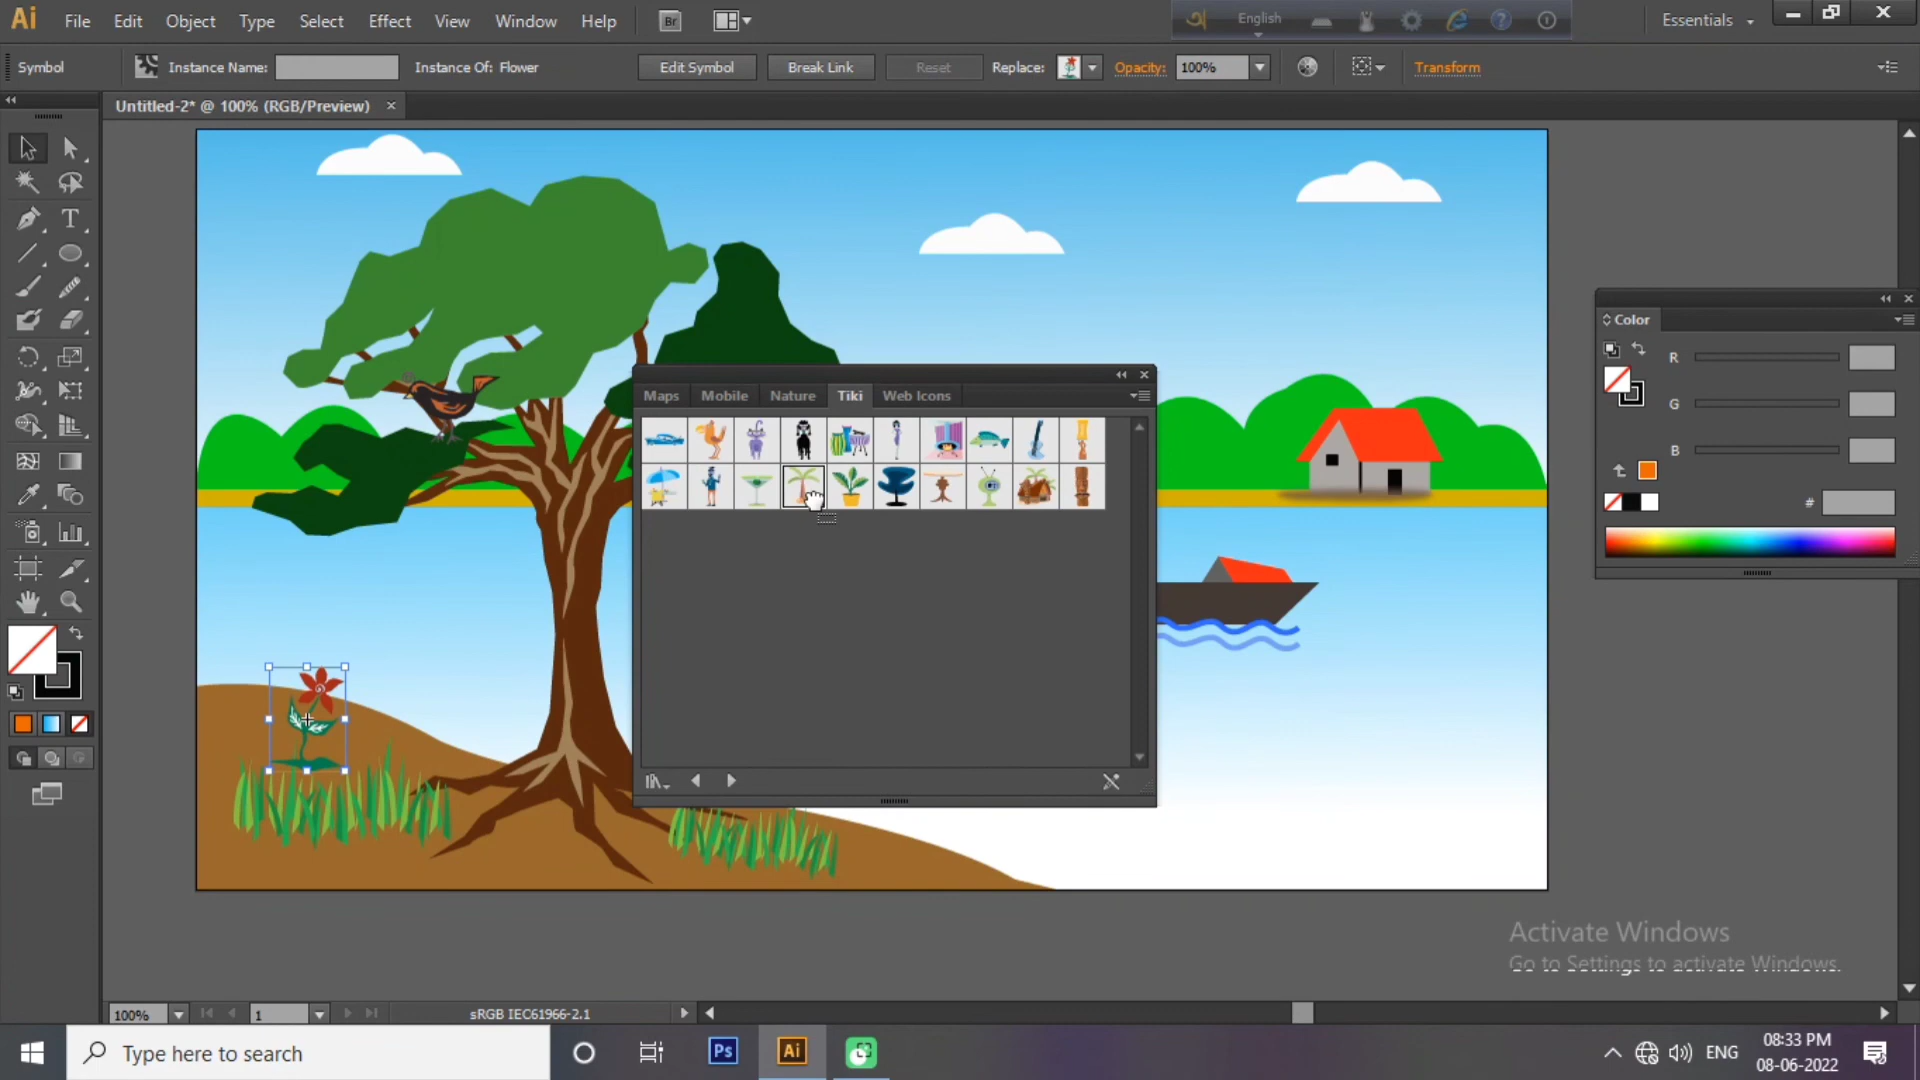 Ai File Edit Object Type Select Effect View Window Help Br English Essentials
Symbol Instance Name: Instance Of: Flower Edit Symbol Break Link Reset Replace: Opacity: 100% Transform
Untitled-2* @ 100% (RGB/Preview)
Color
R
G
B
#
Maps Mobile Nature Tiki Web Icons
Activate Windows
Go to Settings to activate Windows.
100% 1 sRGB IEC61966-2.1
Type here to search Ps Ai ENG 08:33 PM
08-06-2022